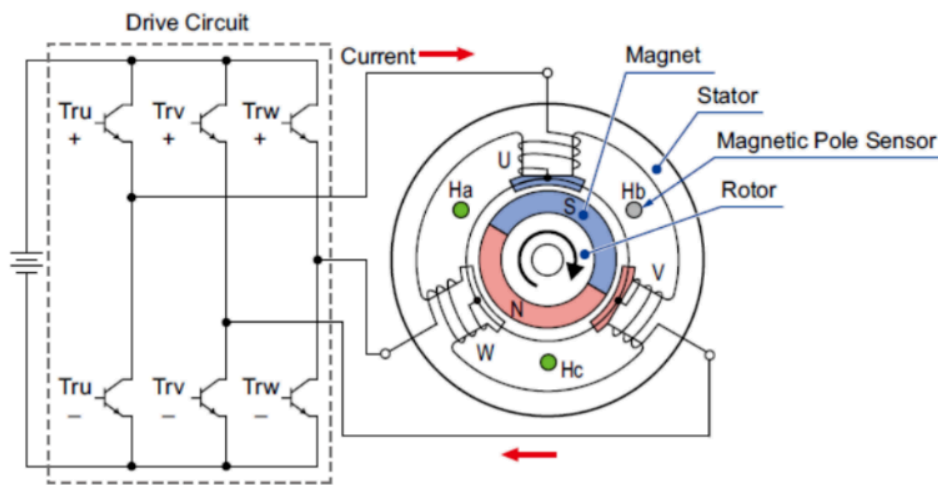 Drive Circuit
Current
Magnet
Stator
Magnetic Pole Sensor
Rotor
Tru Trv Trw
+ + +
U
Ha
Hb
S
V
N
W
Hc
Tru Trv Trw
− − −